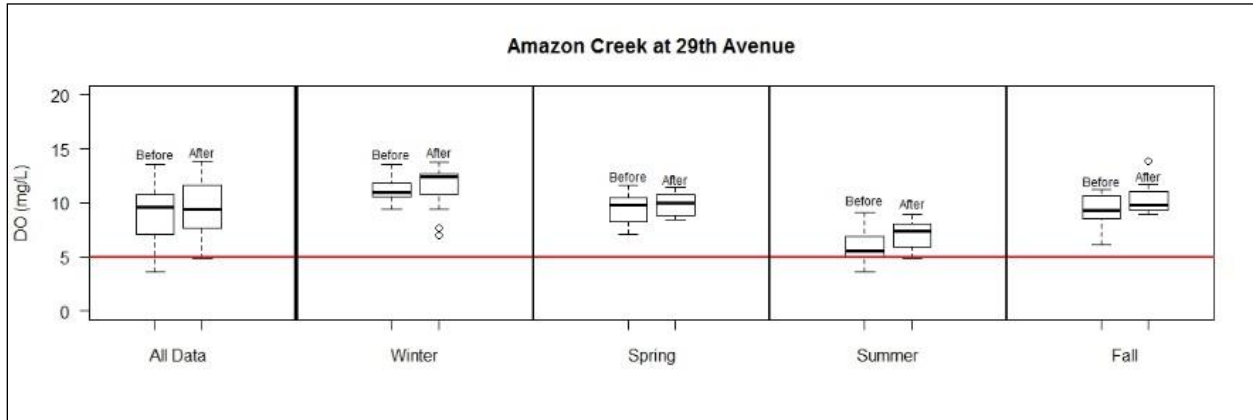 Amazon Creek at 29th Avenue
20
15
10
5
0
DO (mg/L)
Before After
Before After
Before After
Before After
Before After
All Data Winter Spring Summer Fall